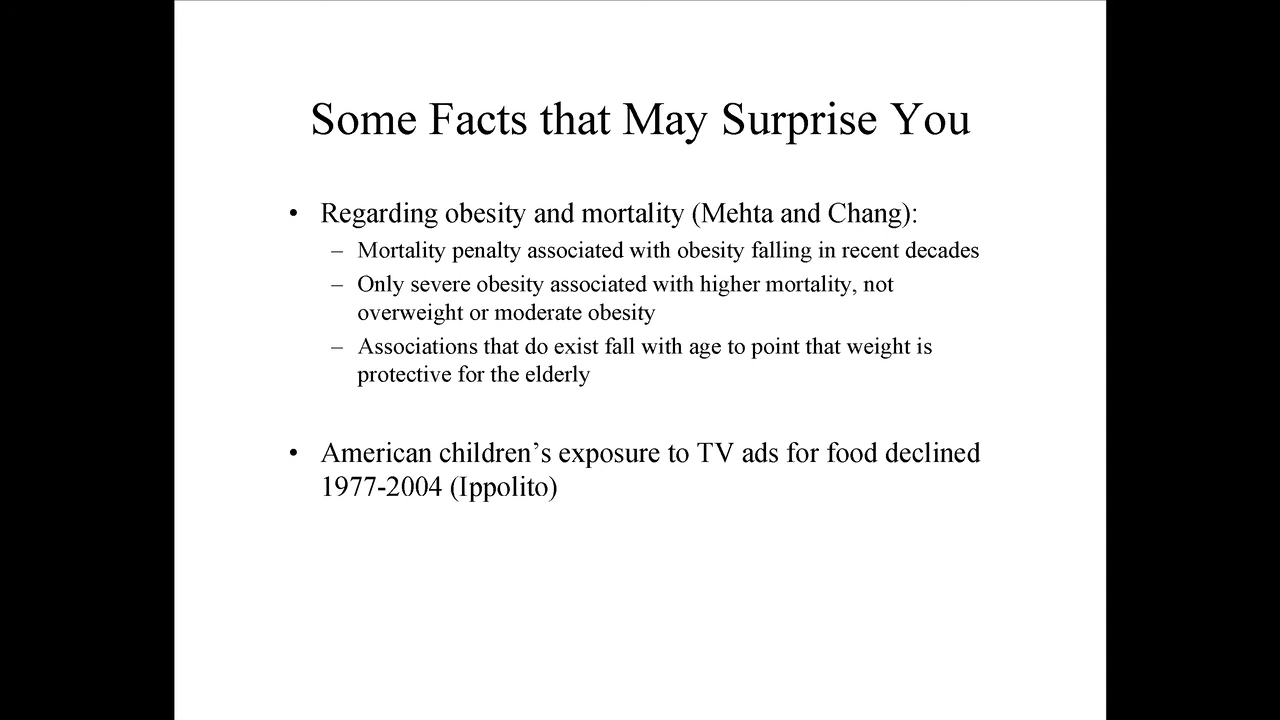 Some Facts that May Surprise You
• Regarding obesity and mortality (Mehta and Chang):
– Mortality penalty associated with obesity falling in recent decades
– Only severe obesity associated with higher mortality, not
overweight or moderate obesity
– Associations that do exist fall with age to point that weight is
protective for the elderly
• American children’s exposure to TV ads for food declined
1977-2004 (Ippolito)